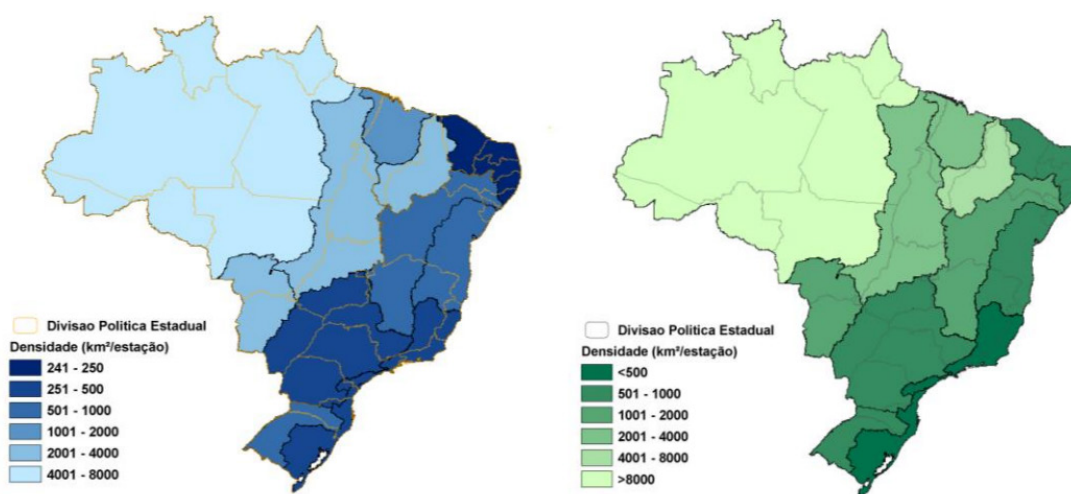 Divisao Politica Estadual
Densidade (km²/estação)
241 - 250
251 - 500
501 - 1000
1001 - 2000
2001 - 4000
4001 - 8000
Divisao Politica Estadual
Densidade (km²/estação)
<500
501 - 1000
1001 - 2000
2001 - 4000
4001 - 8000
>8000